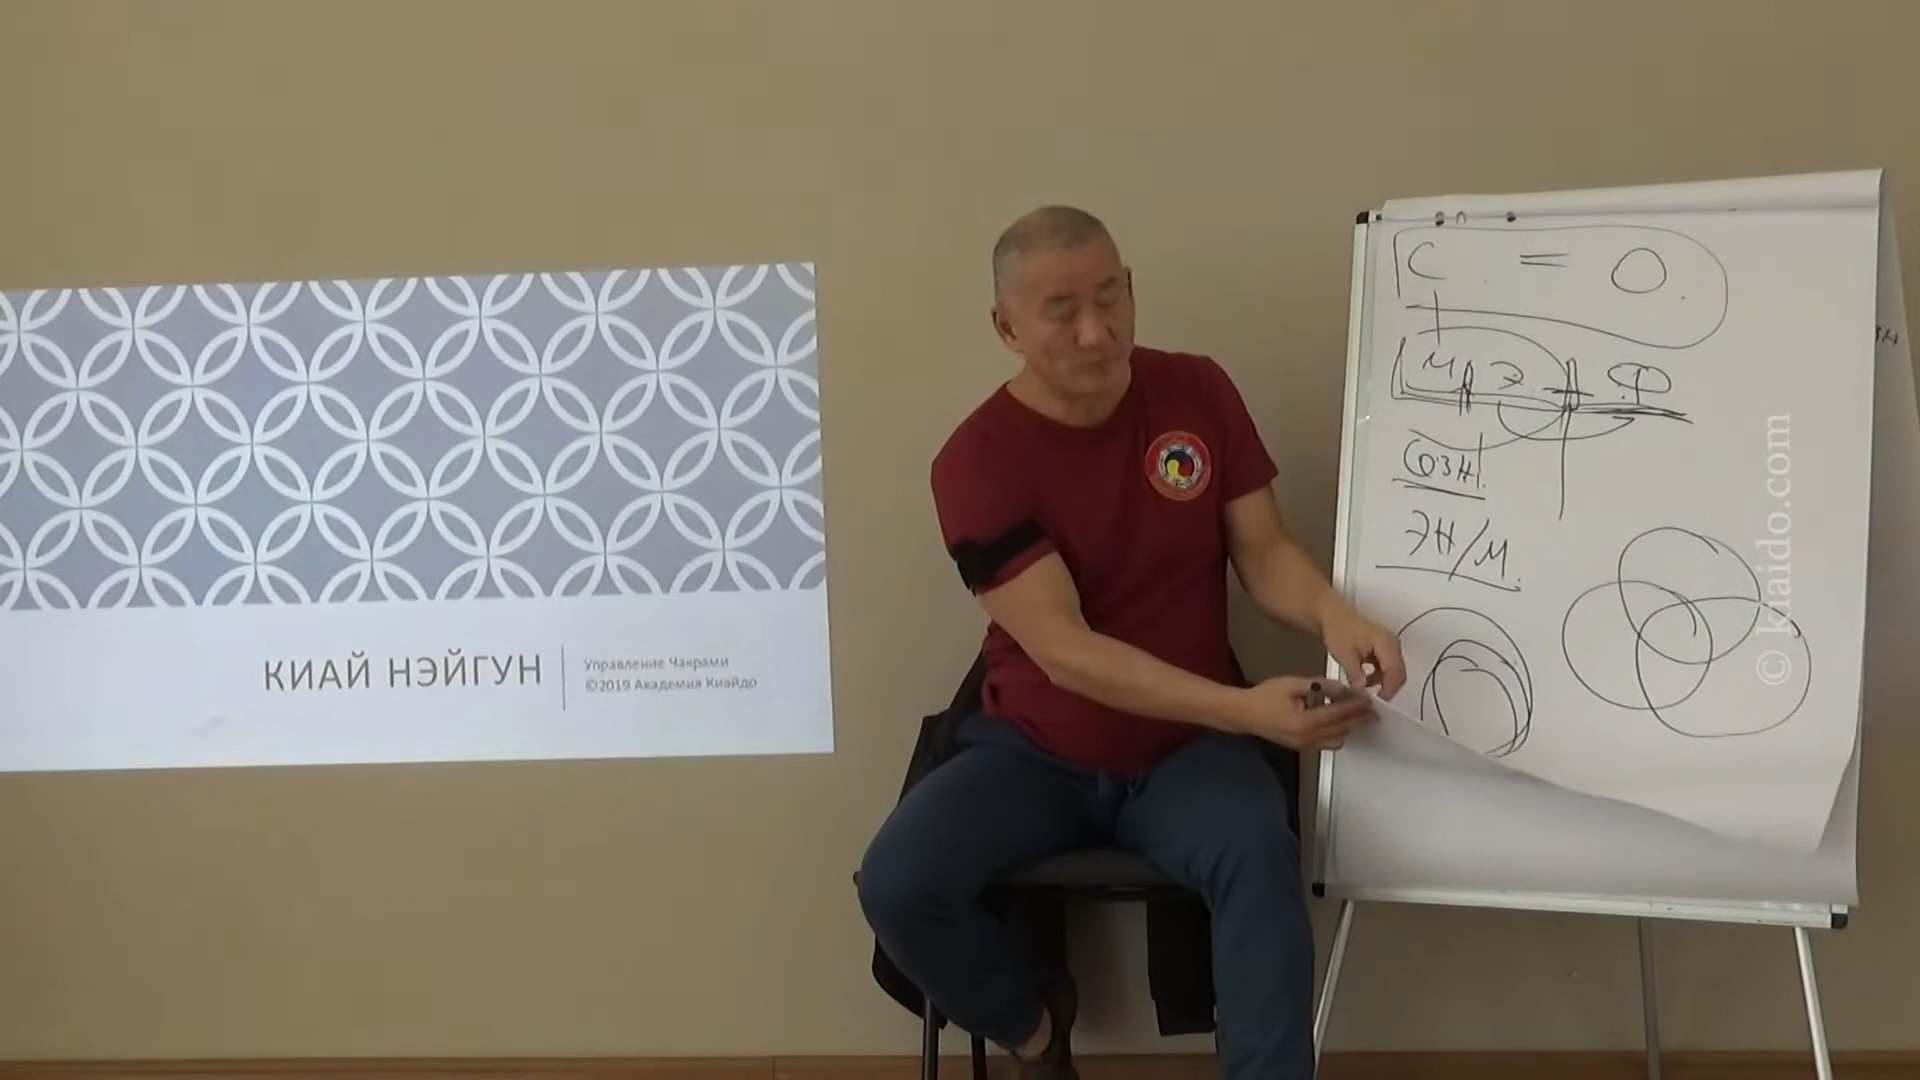 КИАЙ НЭЙГУН
Управление Чакрами
©2019 Академия Киайдо
С = О
М Э Ф
Созн.
Эн/м.
© kiaido.com